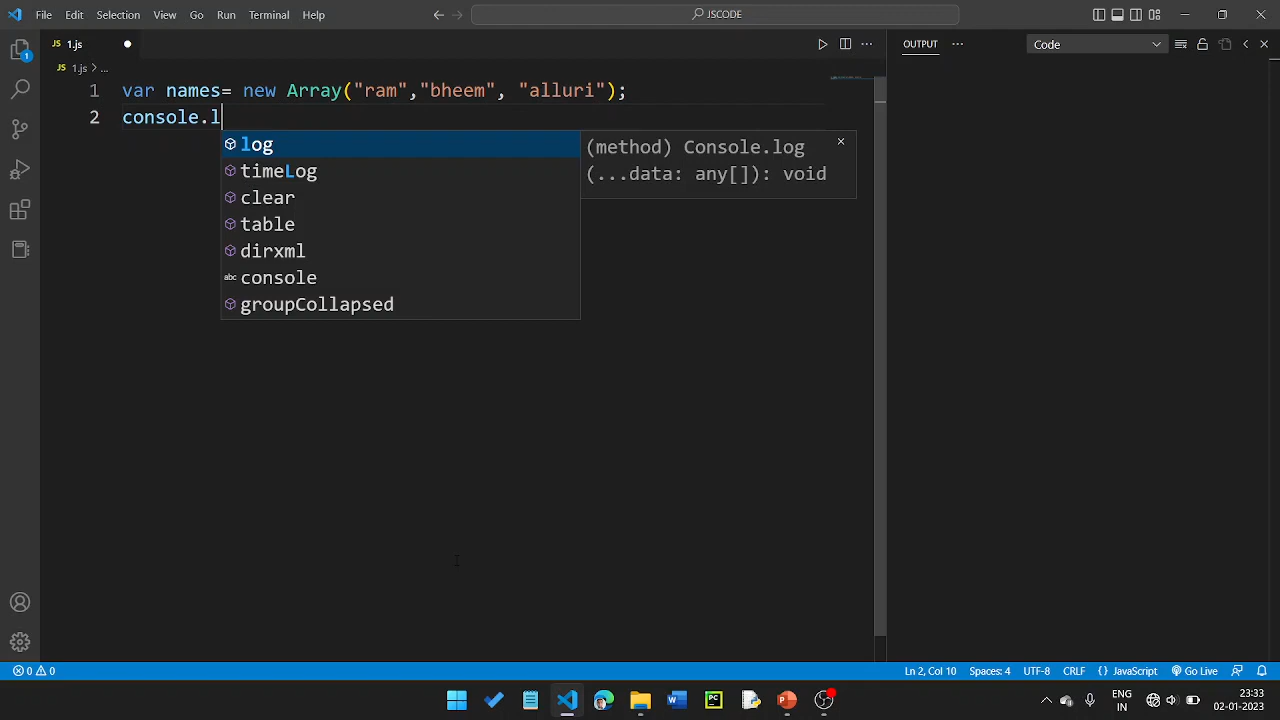 File Edit Selection View Go Run Terminal Help
JSCODE
1.js
OUTPUT
Code
1.js > ...
1 var names= new Array("ram","bheem", "alluri");
2 console.l
log
timeLog
clear
table
dirxml
abc console
groupCollapsed
(method) Console.log
(...data: any[]): void
1
0 0
Ln 2, Col 10 Spaces: 4 UTF-8 CRLF {} JavaScript Go Live
PC
ENG
IN
23:33
02-01-2023